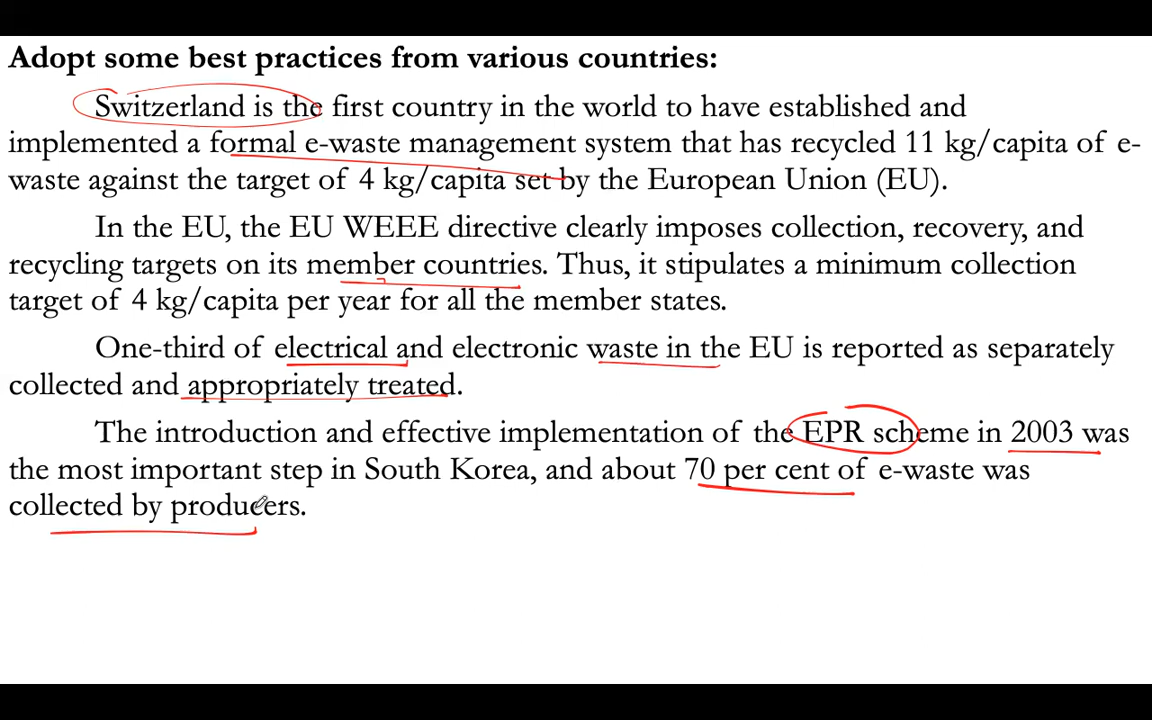 Adopt some best practices from various countries:
Switzerland is the first country in the world to have established and
implemented a formal e-waste management system that has recycled 11 kg/capita of e-
waste against the target of 4 kg/capita set by the European Union (EU).
In the EU, the EU WEEE directive clearly imposes collection, recovery, and
recycling targets on its member countries. Thus, it stipulates a minimum collection
target of 4 kg/capita per year for all the member states.
One-third of electrical and electronic waste in the EU is reported as separately
collected and appropriately treated.
The introduction and effective implementation of the EPR scheme in 2003 was
the most important step in South Korea, and about 70 per cent of e-waste was
collected by producers.